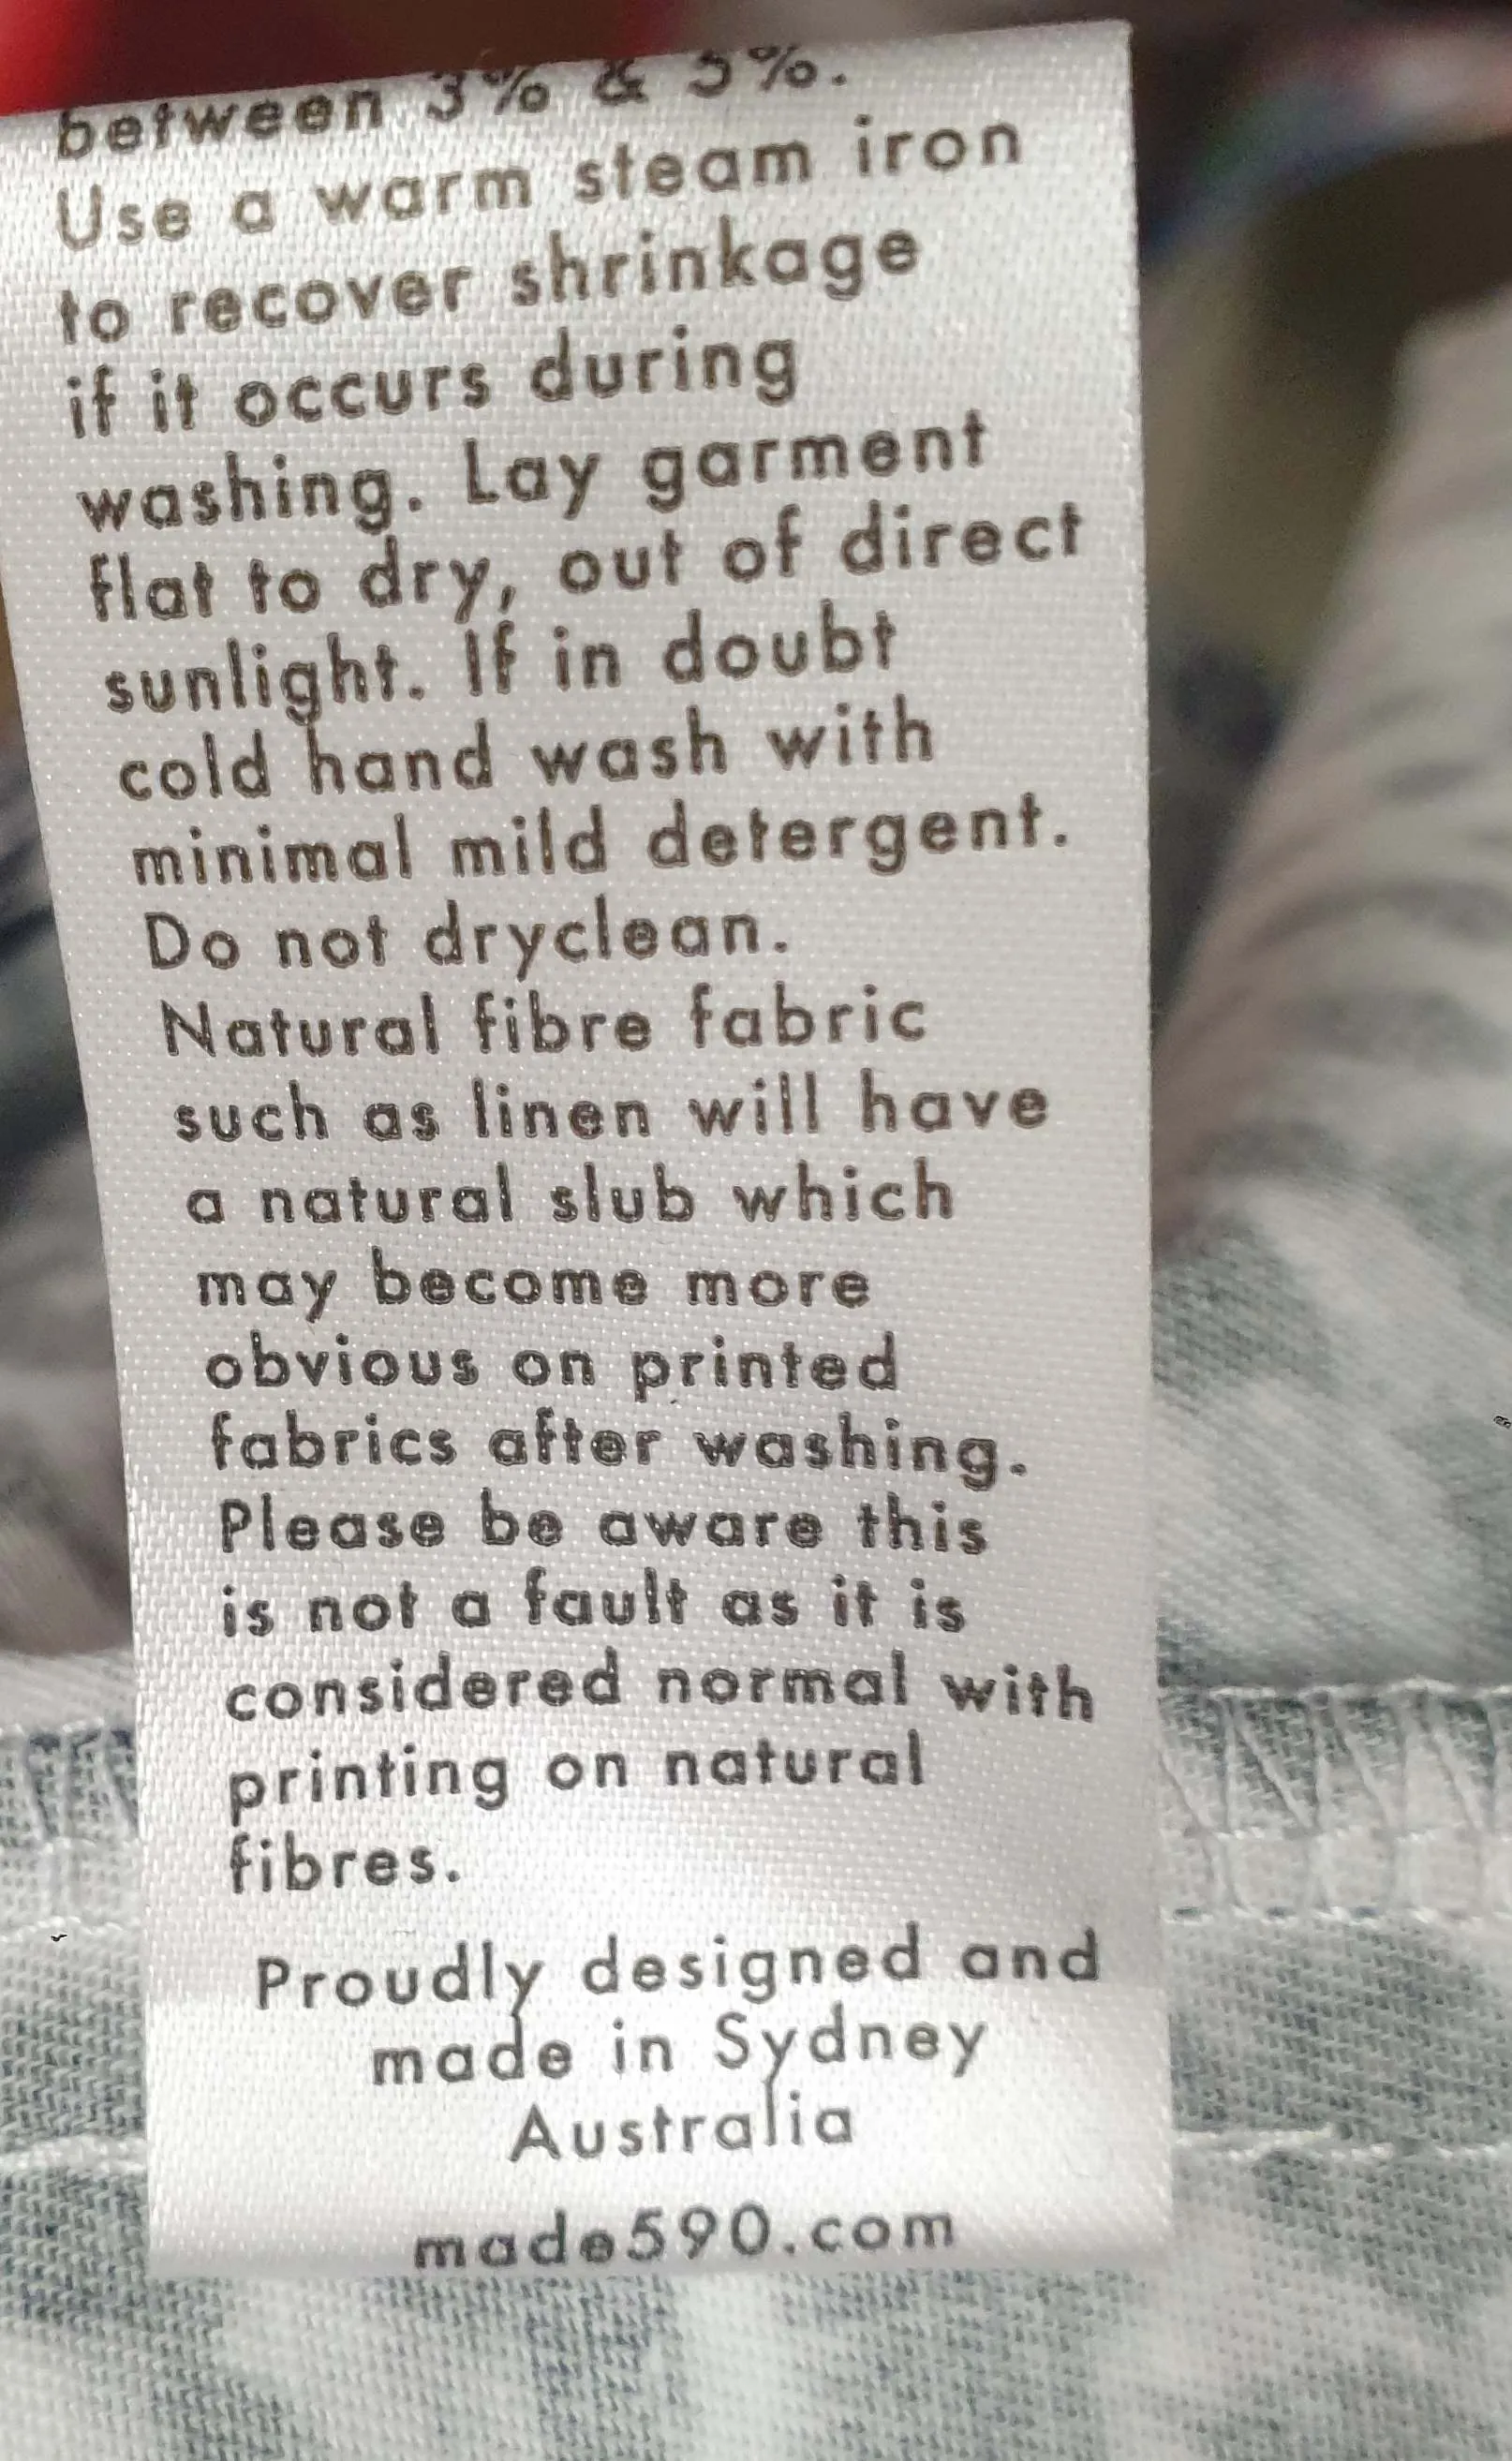 between 3% & 5%.
Use a warm steam iron
to recover shrinkage
if it occurs during
washing. Lay garment
flat to dry, out of direct
sunlight. If in doubt
cold hand wash with
minimal mild detergent.
Do not dryclean.
Natural fibre fabric
such as linen will have
a natural slub which
may become more
obvious on printed
fabrics after washing.
Please be aware this
is not a fault as it is
considered normal with
printing on natural
fibres.
Proudly designed and
made in Sydney
Australia
made590.com